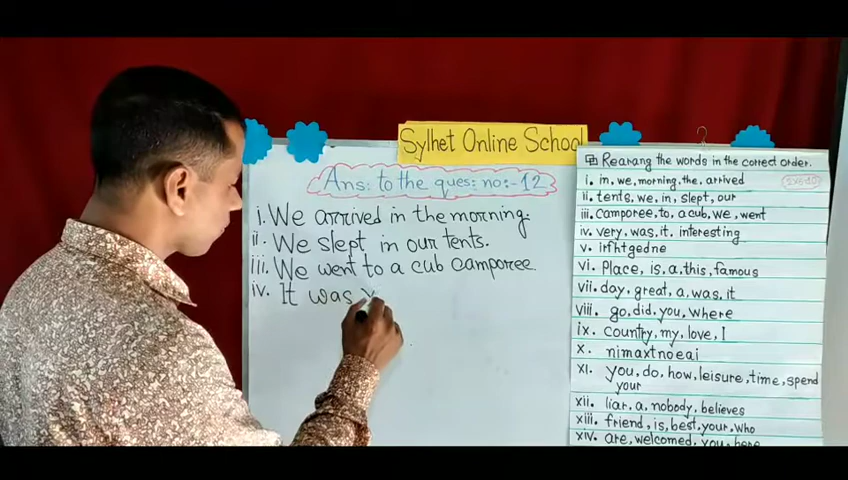 Sylhet Online School
Ans: to the ques: no:-12
i. We arrived in the morning.
ii. We slept in our tents.
iii. We went to a cub camporee.
iv. It was
Rearrang the words in the correct order.
i. in, we, morning, the, arrived
ii. tents, we, in, slept, our
iii. camporee, to, a cub, we, went
iv. very, was, it, interesting
v. irfhtgedne
vi. Place, is, a, this, famous
vii. day, great, a, was, it
viii. go, did, you, where
ix. country, my, love, I
x. nimaxtnoeai
xi. you, do, how, leisure, time, spend
your
xii. liar, a, nobody, believes
xiii. friend, is, best, your, who
xiv. are, welcomed, you, here